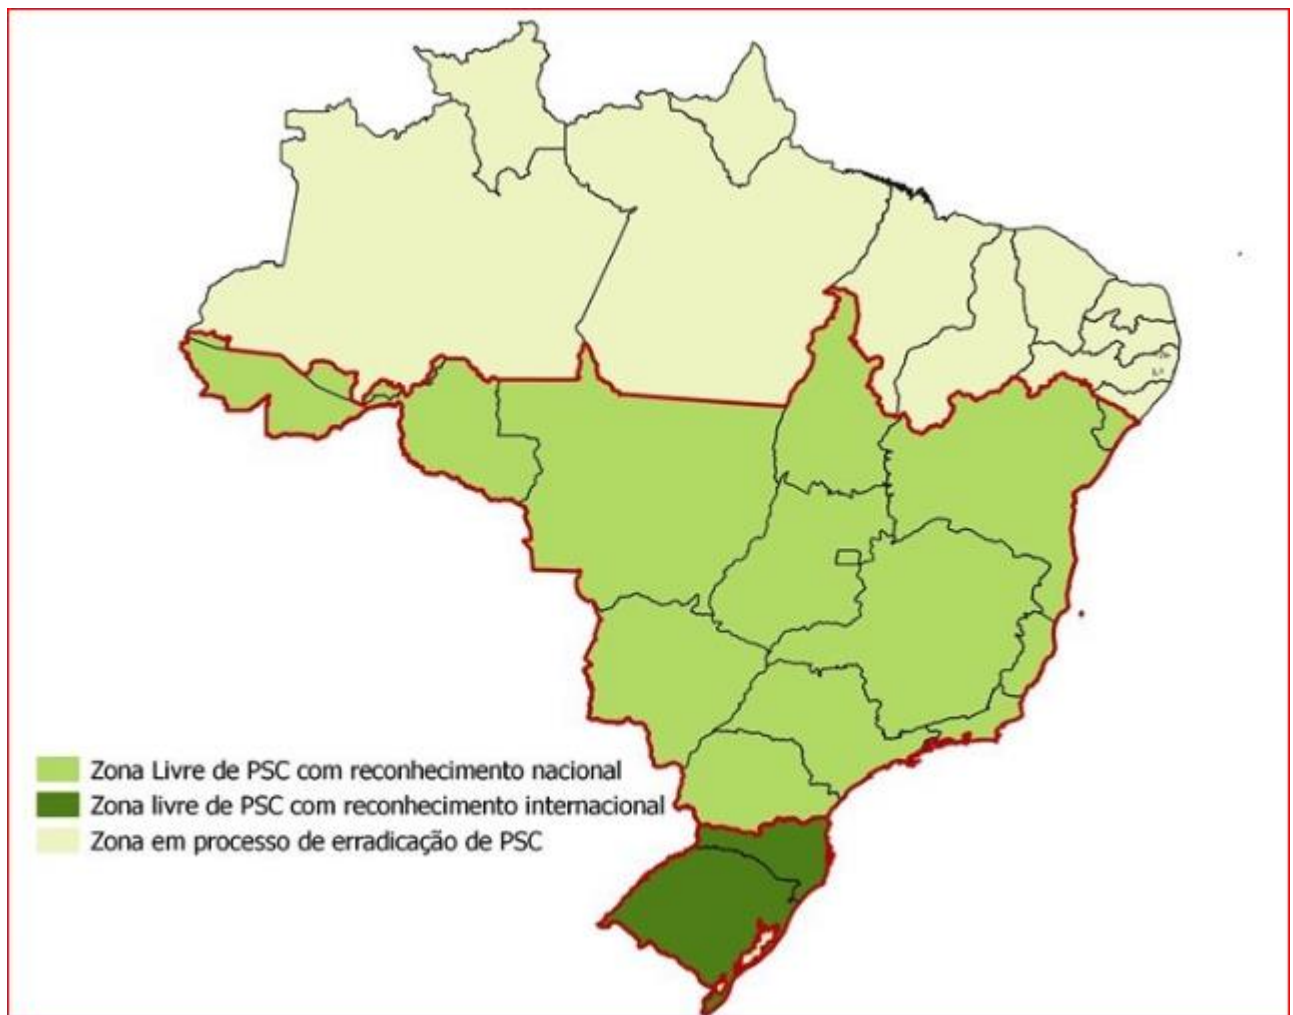 Zona Livre de PSC com reconhecimento nacional
Zona livre de PSC com reconhecimento internacional
Zona em processo de erradicação de PSC